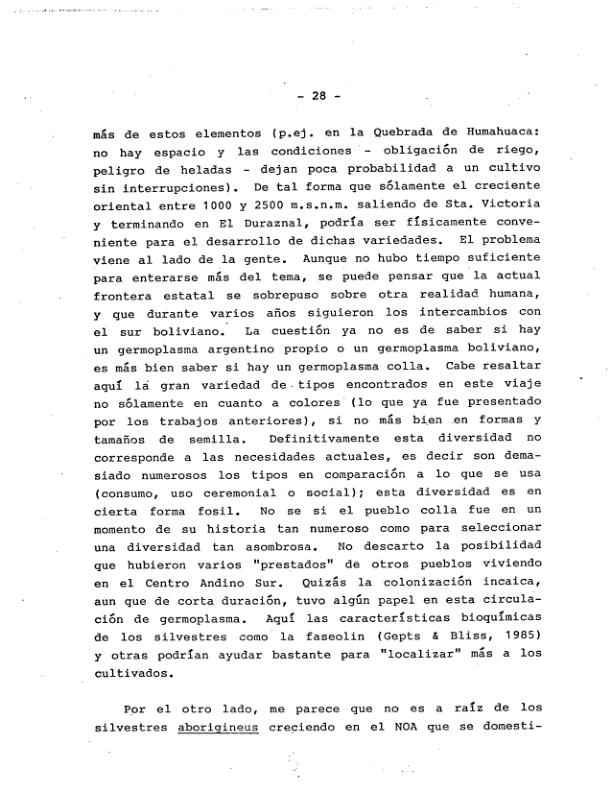 - 28 -
más de estos elementos (p.ej. en la Quebrada de Humahuaca:
no hay espacio y las condiciones - obligación de riego,
peligro de heladas - dejan poca probabilidad a un cultivo
sin interrupciones). De tal forma que sólamente el creciente
oriental entre 1000 y 2500 m.s.n.m. saliendo de Sta. Victoria
y terminando en El Duraznal, podría ser físicamente conve-
niente para el desarrollo de dichas variedades. El problema
viene al lado de la gente. Aunque no hubo tiempo suficiente
para enterarse más del tema, se puede pensar que la actual
frontera estatal se sobrepuso sobre otra realidad humana,
y que durante varios años siguieron los intercambios con
el sur boliviano. La cuestión ya no es de saber si hay
un germoplasma argentino propio o un germoplasma boliviano,
es más bien saber si hay un germoplasma colla. Cabe resaltar
aquí la gran variedad de tipos encontrados en este viaje
no sólamente en cuanto a colores (lo que ya fue presentado
por los trabajos anteriores), si no más bien en formas y
tamaños de semilla. Definitivamente esta diversidad no
corresponde a las necesidades actuales, es decir son dema-
siado numerosos los tipos en comparación a lo que se usa
(consumo, uso ceremonial o social); esta diversidad es en
cierta forma fosil. No se si el pueblo colla fue en un
momento de su historia tan numeroso como para seleccionar
una diversidad tan asombrosa. No descarto la posibilidad
que hubieron varios "prestados" de otros pueblos viviendo
en el Centro Andino Sur. Quizás la colonización incaica,
aun que de corta duración, tuvo algún papel en esta circula-
ción de germoplasma. Aquí las características bioquímicas
de los silvestres como la faseolin (Gepts & Bliss, 1985)
y otras podrían ayudar bastante para "localizar" más a los
cultivados.
Por el otro lado, me parece que no es a raíz de los
silvestres aborigineus creciendo en el NOA que se domesti-